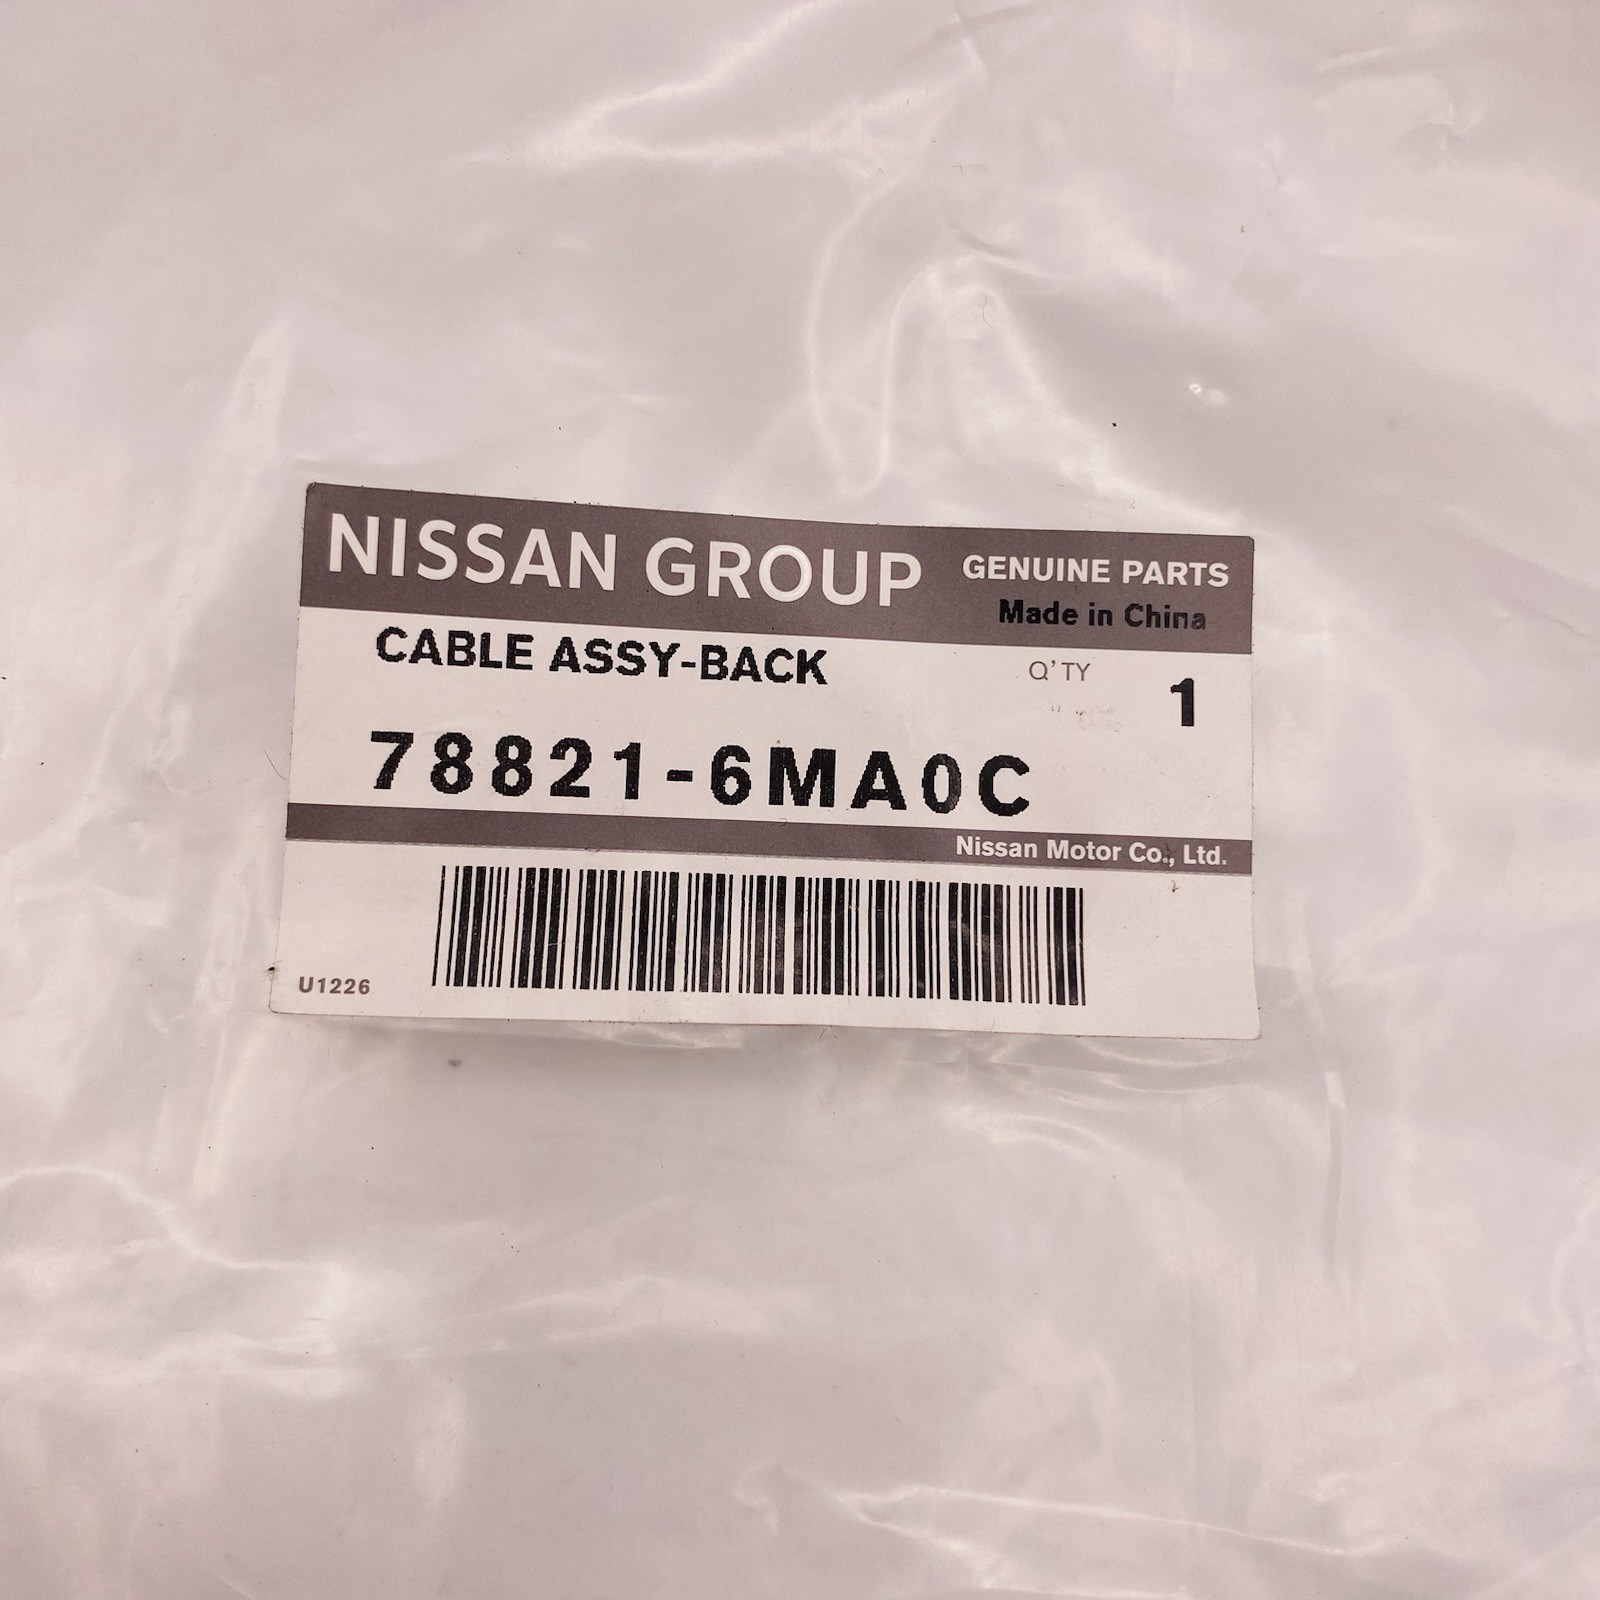 NISSAN GROUP
GENUINE PARTS
Made in China
CABLE ASSY-BACK
Q'TY
1
78821-6MA0C
Nissan Motor Co., Ltd.
U1226